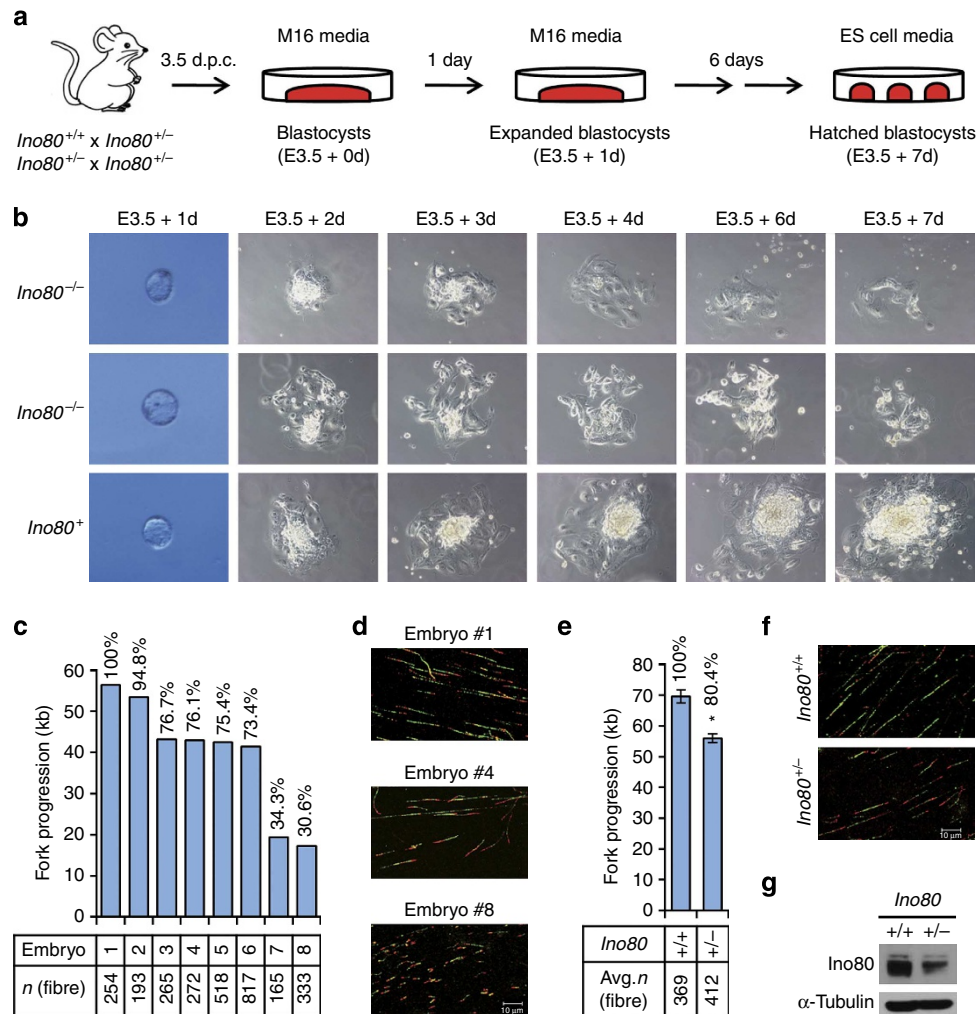 a
3.5 d.p.c.
M16 media
1 day
M16 media
6 days
ES cell media
Ino80+/+ x Ino80+/−
Ino80+/− x Ino80+/−
Blastocysts
(E3.5 + 0d)
Expanded blastocysts
(E3.5 + 1d)
Hatched blastocysts
(E3.5 + 7d)
b
E3.5 + 1d E3.5 + 2d E3.5 + 3d E3.5 + 4d E3.5 + 6d E3.5 + 7d
Ino80−/−
Ino80−/−
Ino80+
c
Fork progression (kb)
60
50
40
30
20
10
0
100% 94.8% 76.7% 76.1% 75.4% 73.4% 34.3% 30.6%
Embryo 1 2 3 4 5 6 7 8
n (fibre) 254 193 265 272 518 817 165 333
d
Embryo #1
Embryo #4
Embryo #8
10 µm
e
Fork progression (kb)
80
70
60
50
40
30
20
10
0
100% * 80.4%
Ino80 +/+ +/−
Avg.n
(fibre) 369 412
f
Ino80+/+
Ino80+/−
10 µm
g
Ino80
+/+ +/−
Ino80
α-Tubulin